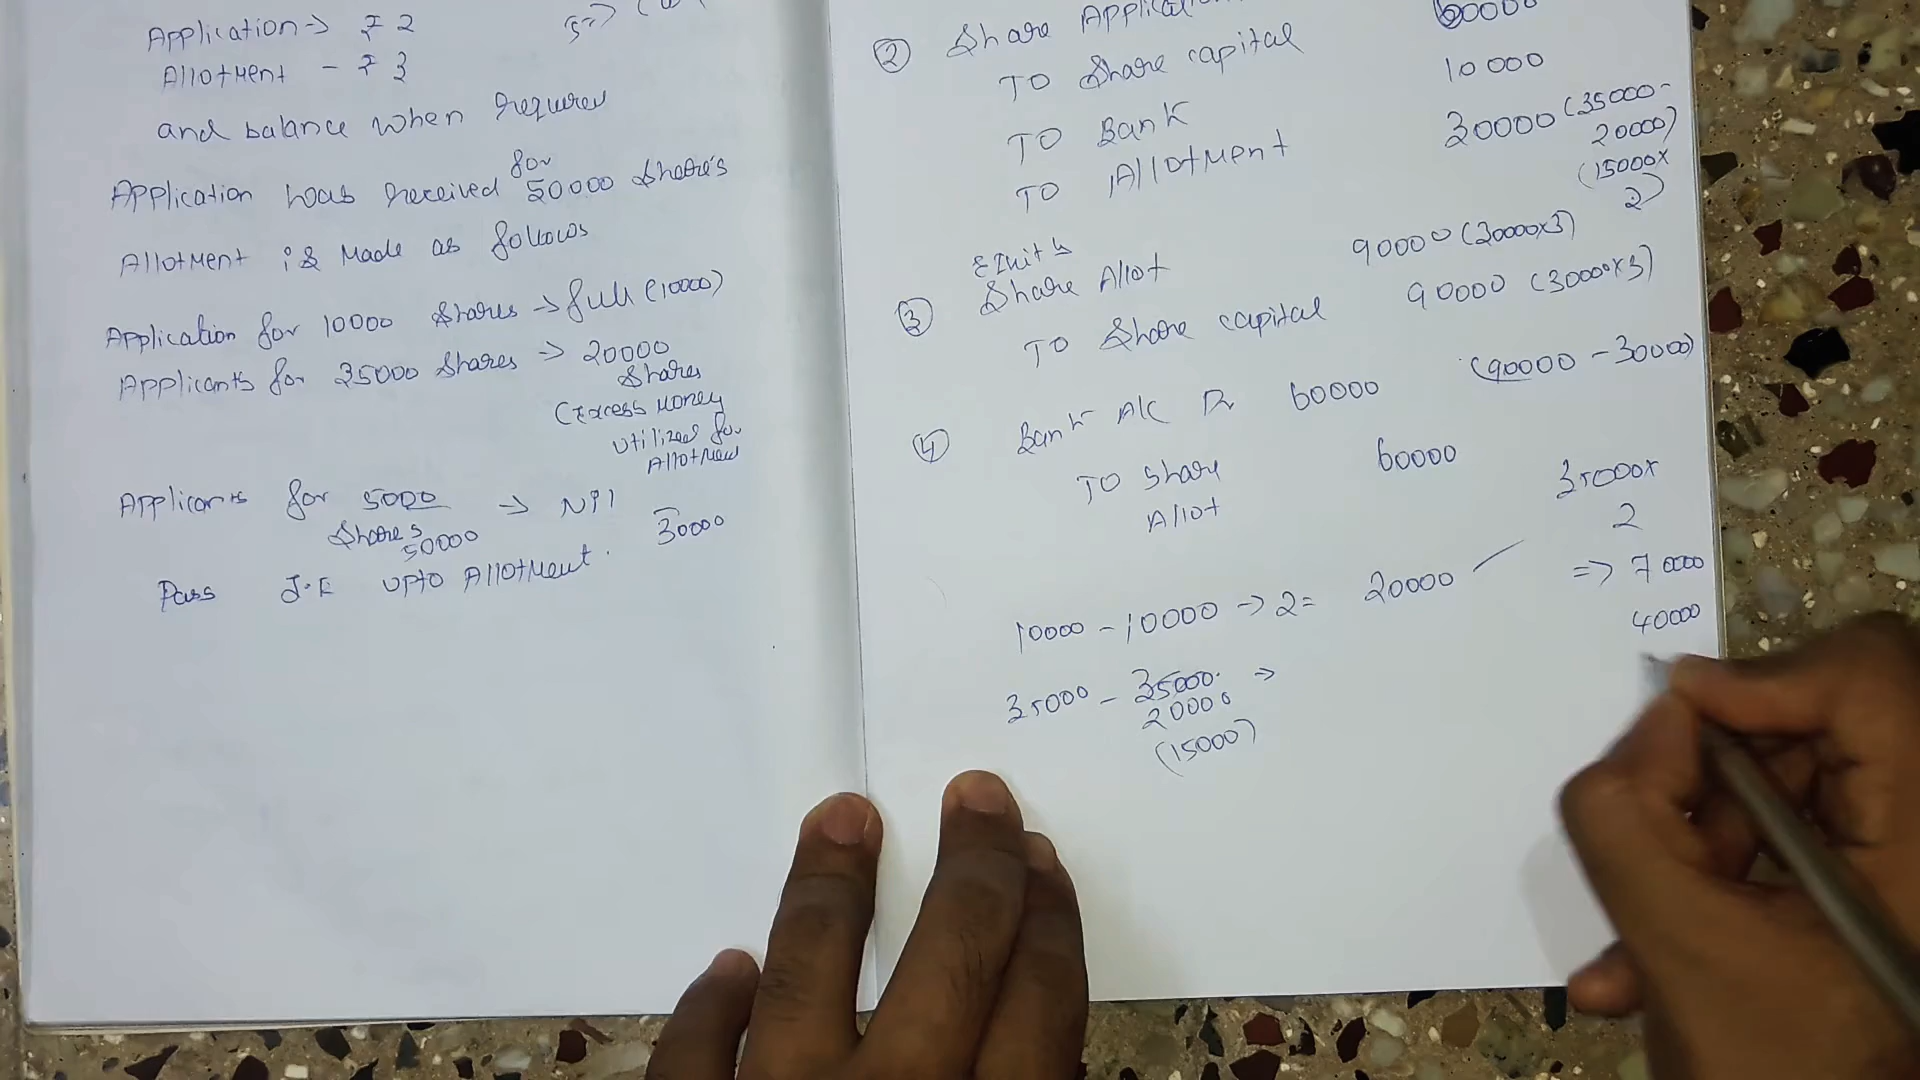 Application → ₹ 2
Allotment - ₹ 3
and balance when required
Application was received for 50000 Shares
Allotment is Made as follows
Application for 10000 Shares → full (10000)
Applicants for 35000 Shares → 20000
Shares
(Excess Money
utilized for
Allotment
Applicants for 5000 → Nil
Shares
50000
30000
Pass J.E upto Allotment.
② Share Application
To Share capital 60000
To Bank 10000
To Allotment 30000 (35000-
20000)
(15000x
2)
③ Share Allot 90000 (30000x3)
To Share capital 90000 (30000x3)
④ Bank A/C Dr 60000 (90000 - 30000)
To Share 60000
Allot
10000 - 10000 → 2= 20000
35000 - 35000.
20000 →
(15000)
35000x
2
=> 70000
40000